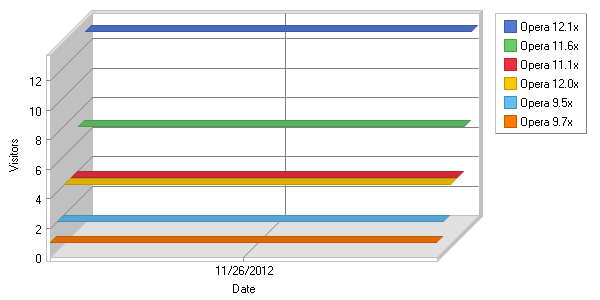 Opera 12.1x
Opera 11.6x
Opera 11.1x
Opera 12.0x
Opera 9.5x
Opera 9.7x
Visitors
12
10
8
6
4
2
0
11/26/2012
Date